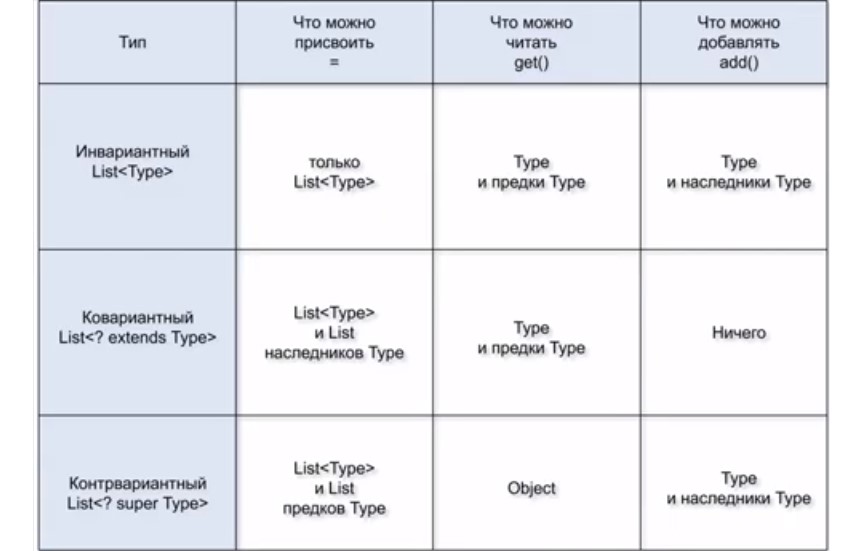 Тип
Что можно
присвоить
=
Что можно
читать
get()
Что можно
добавлять
add()
Инвариантный
List<Type>
только
List<Type>
Type
и предки Type
Type
и наследники Type
Ковариантный
List<? extends Type>
List<Type>
и List
наследников Type
Type
и предки Type
Ничего
Контрвариантный
List<? super Type>
List<Type>
и List
предков Type
Object
Type
и наследники Type